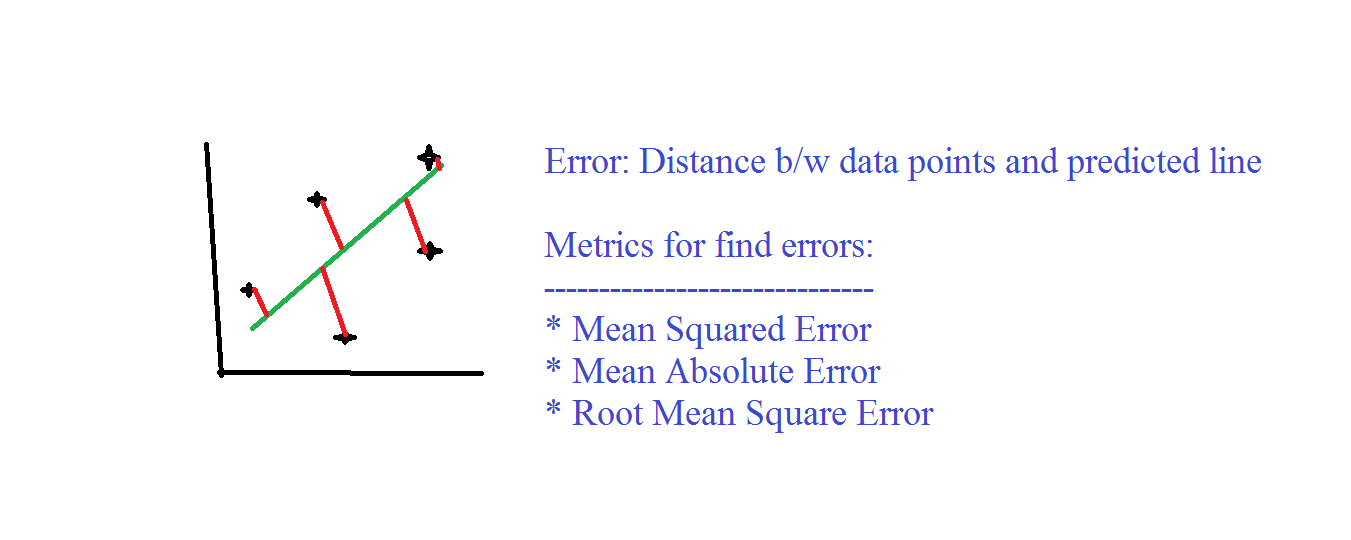 Error: Distance b/w data points and predicted line
Metrics for find errors:
------------------------------
* Mean Squared Error
* Mean Absolute Error
* Root Mean Square Error